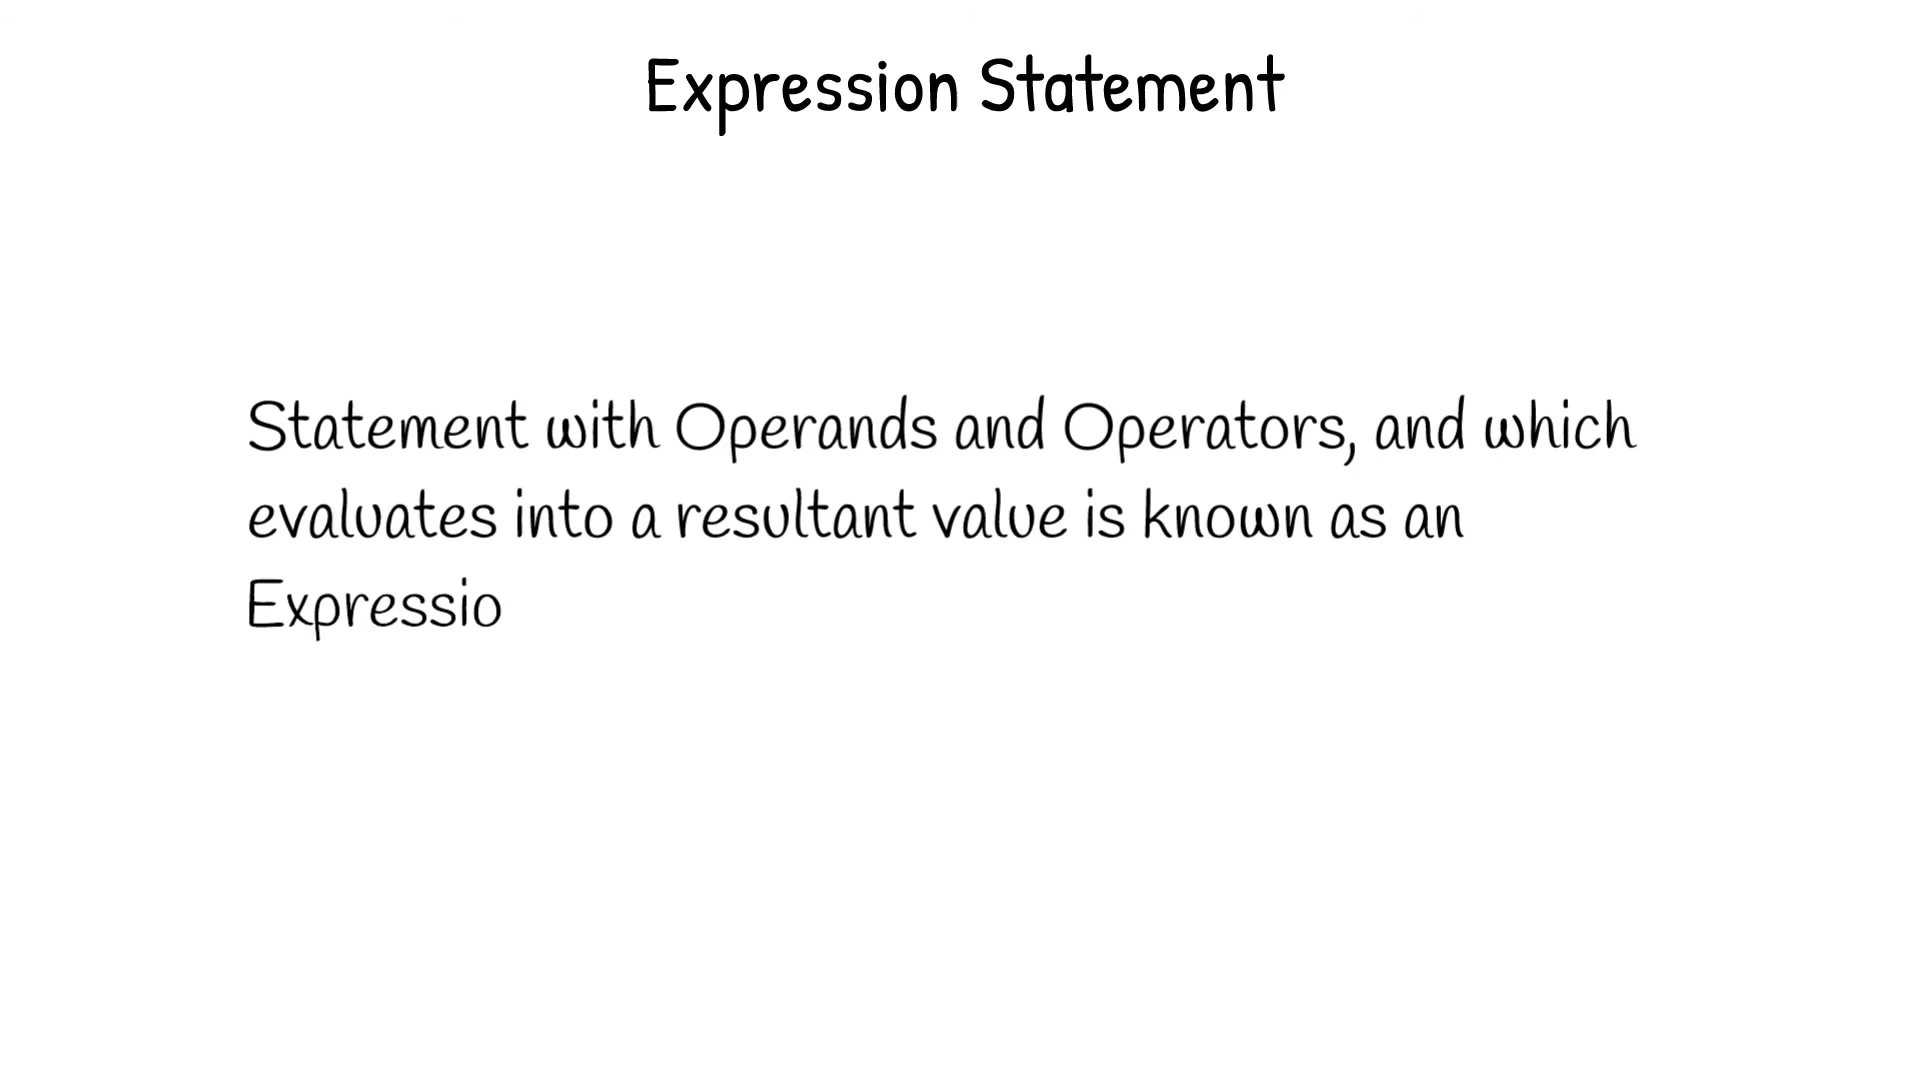 Expression Statement
Statement with Operands and Operators, and which
evaluates into a resultant value is known as an
Expressio